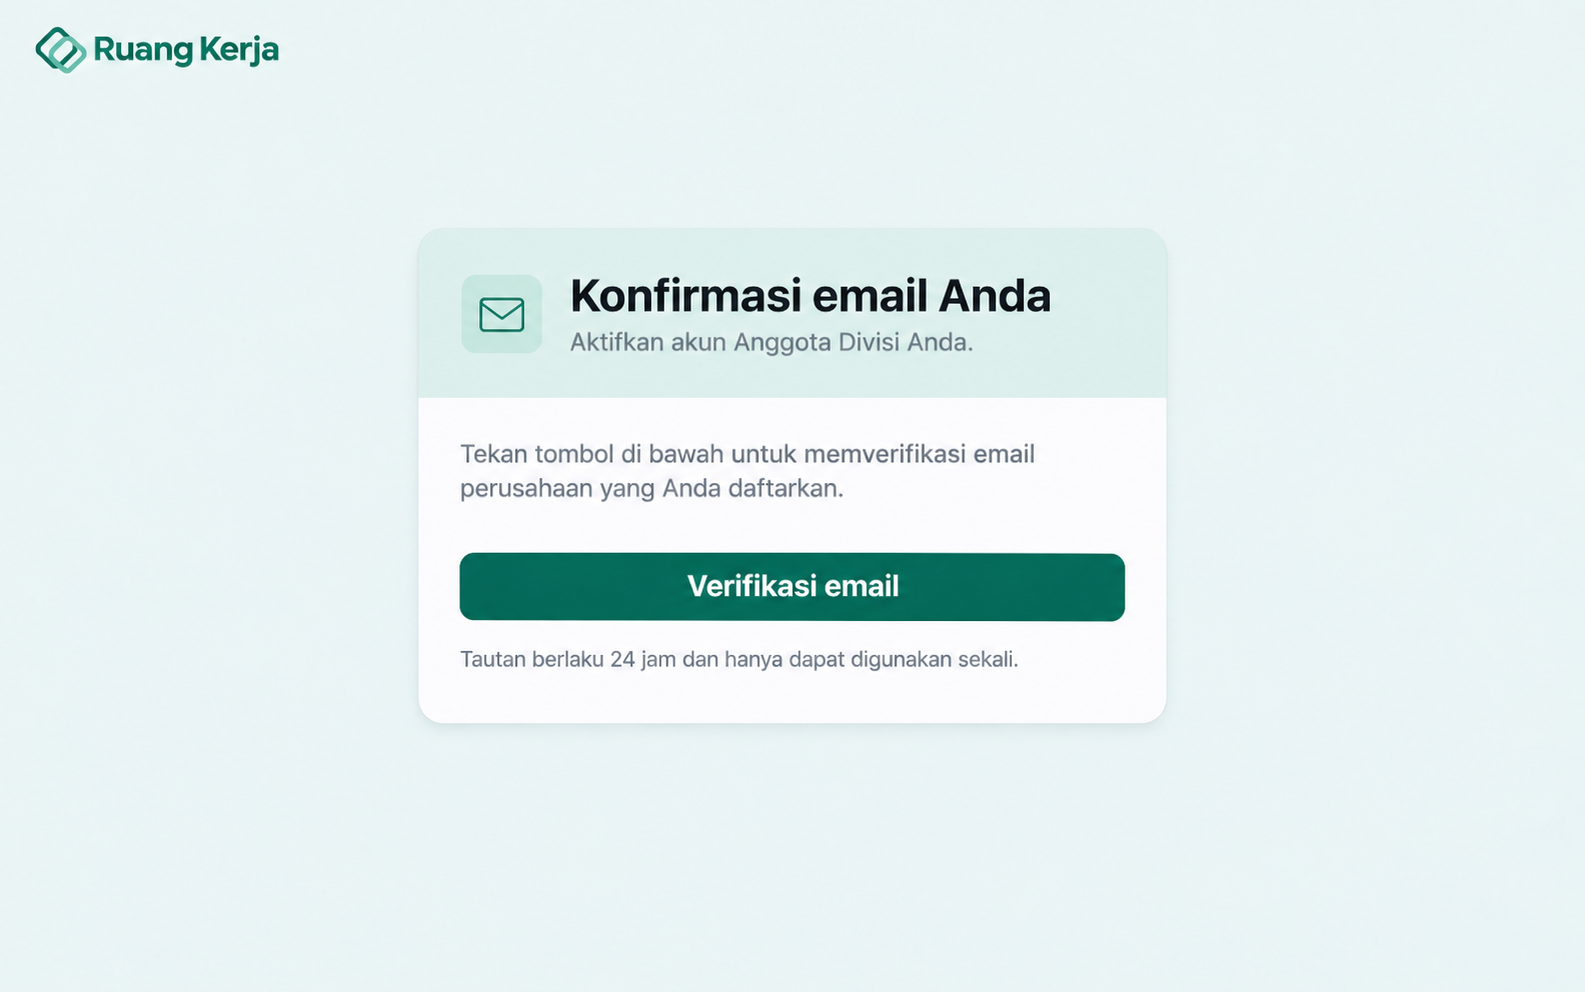 Ruang Kerja
Konfirmasi email Anda
Aktifkan akun Anggota Divisi Anda.
Tekan tombol di bawah untuk memverifikasi email
perusahaan yang Anda daftarkan.
Verifikasi email
Tautan berlaku 24 jam dan hanya dapat digunakan sekali.